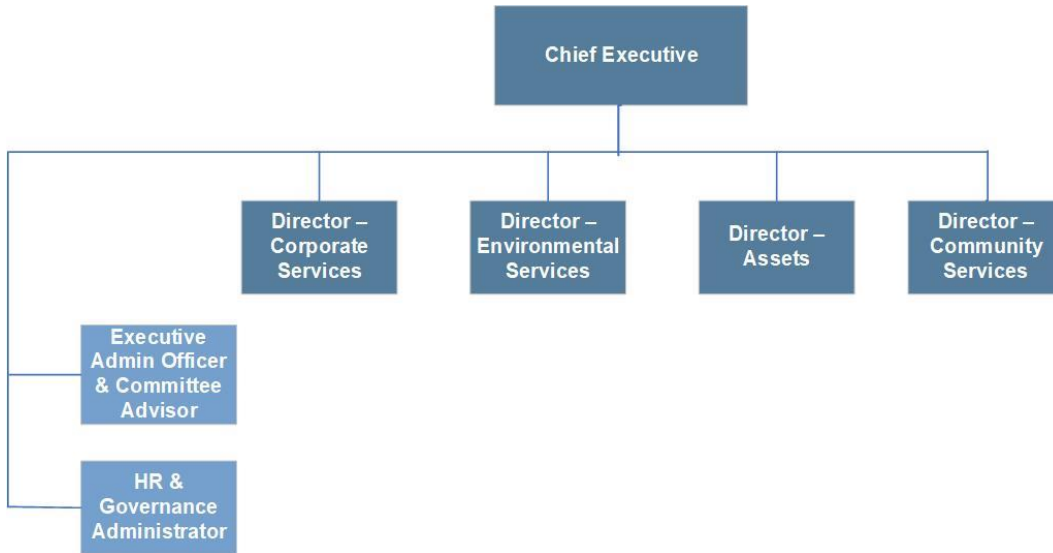 Chief Executive
Director –
Corporate
Services
Director –
Environmental
Services
Director –
Assets
Director –
Community
Services
Executive
Admin Officer
& Committee
Advisor
HR &
Governance
Administrator